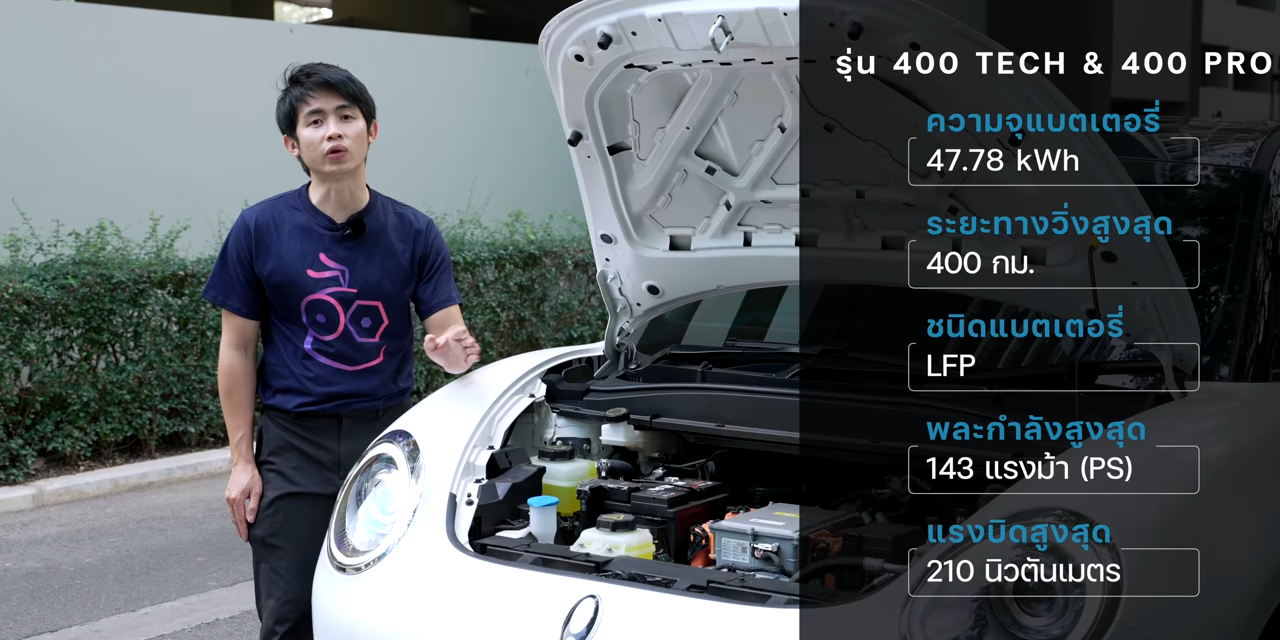 รุ่น 400 TECH & 400 PRO
ความจุแบตเตอรี่
47.78 kWh
ระยะทางวิ่งสูงสุด
400 กม.
ชนิดแบตเตอรี่
LFP
พละกำลังสูงสุด
143 แรงม้า (PS)
แรงบิดสูงสุด
210 นิวตันเมตร